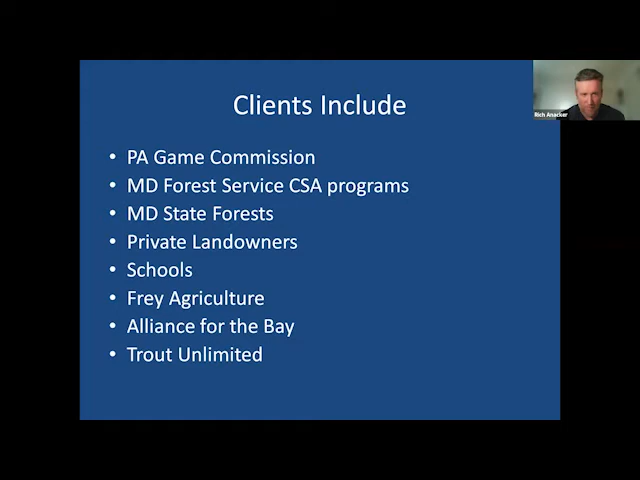 Clients Include
• PA Game Commission
• MD Forest Service CSA programs
• MD State Forests
• Private Landowners
• Schools
• Frey Agriculture
• Alliance for the Bay
• Trout Unlimited
Rich Anacker